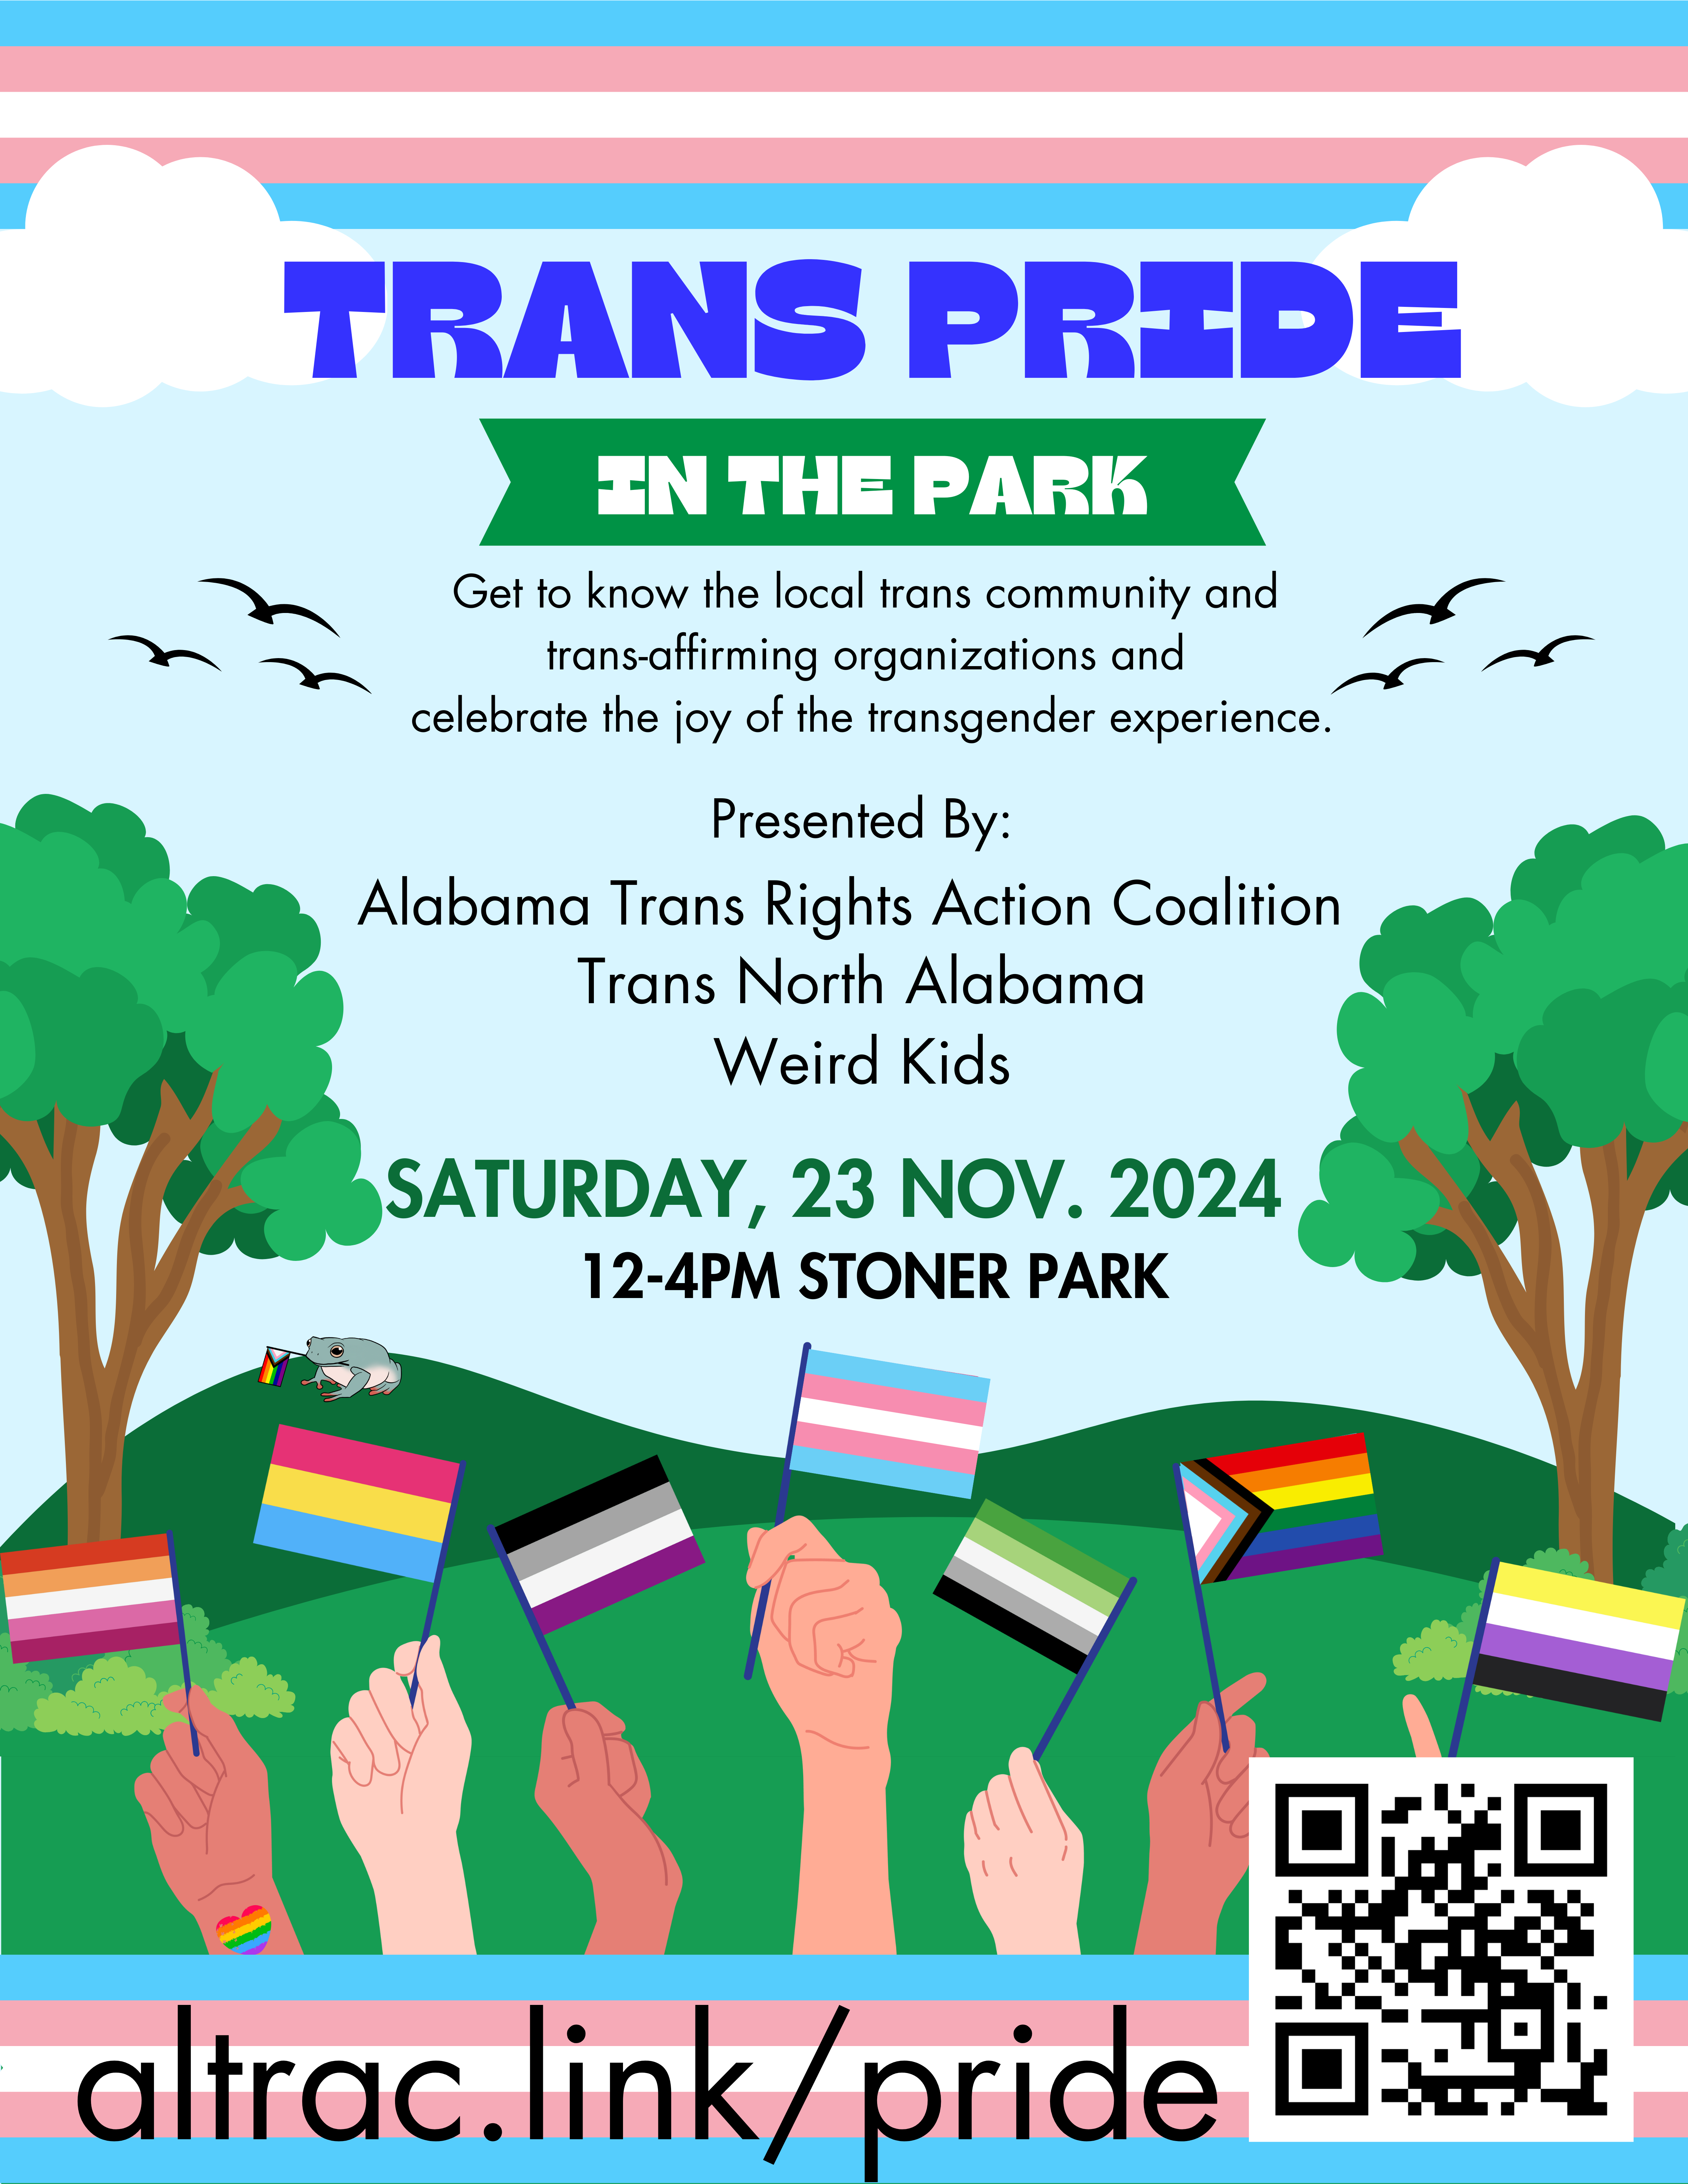 TRANS PRIDE
IN THE PARK
Get to know the local trans community and
trans-affirming organizations and
celebrate the joy of the transgender experience.
Presented By:
Alabama Trans Rights Action Coalition
Trans North Alabama
Weird Kids
SATURDAY, 23 NOV. 2024
12-4PM STONER PARK
altrac.link/pride